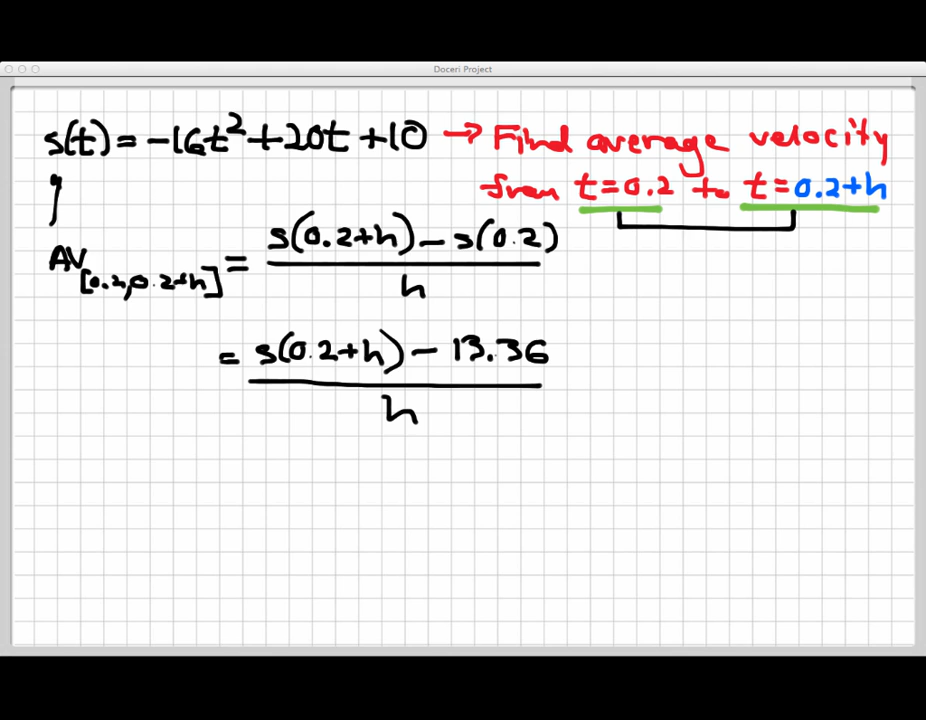 Doceri Project
s(t) = -16t² + 20t + 10 → Find average velocity
from t=0.2 to t=0.2+h
AV[0.2,0.2+h] = s(0.2+h) - s(0.2)
h
= s(0.2+h) - 13.36
h